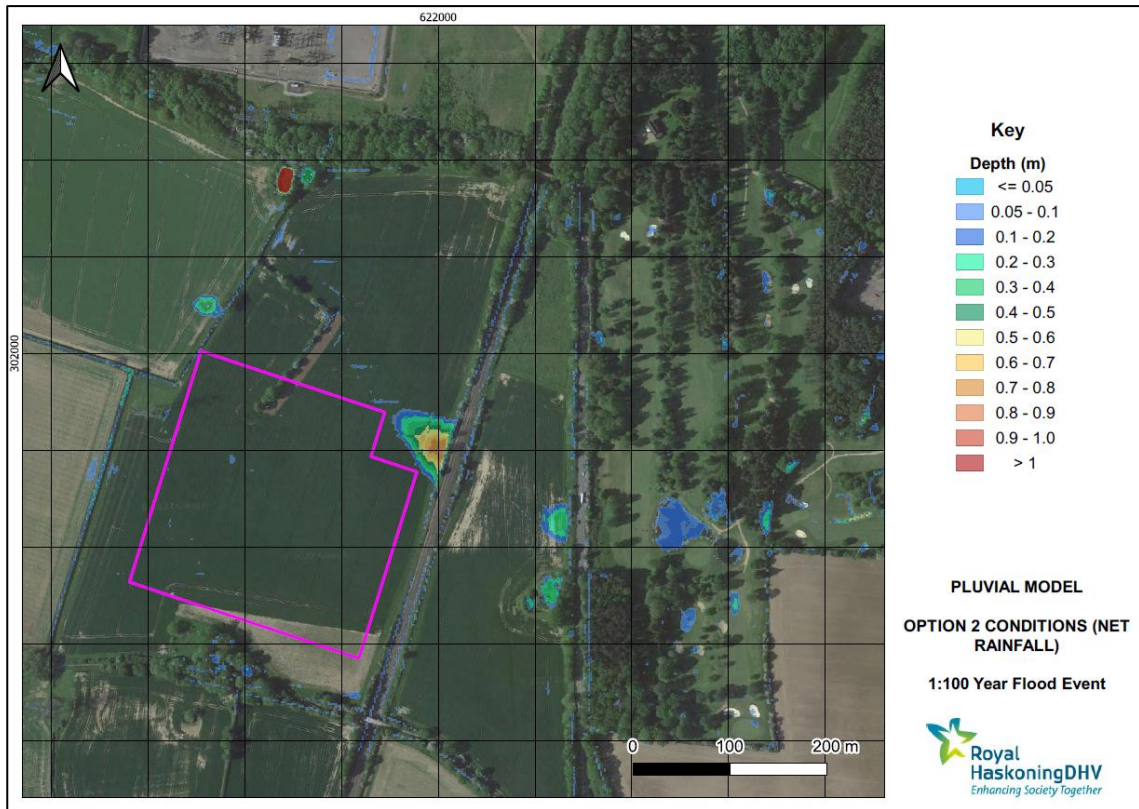 622000
302000
Key
Depth (m)
<= 0.05
0.05 - 0.1
0.1 - 0.2
0.2 - 0.3
0.3 - 0.4
0.4 - 0.5
0.5 - 0.6
0.6 - 0.7
0.7 - 0.8
0.8 - 0.9
0.9 - 1.0
> 1
PLUVIAL MODEL
OPTION 2 CONDITIONS (NET
RAINFALL)
1:100 Year Flood Event
0 100 200 m
Royal
HaskoningDHV
Enhancing Society Together